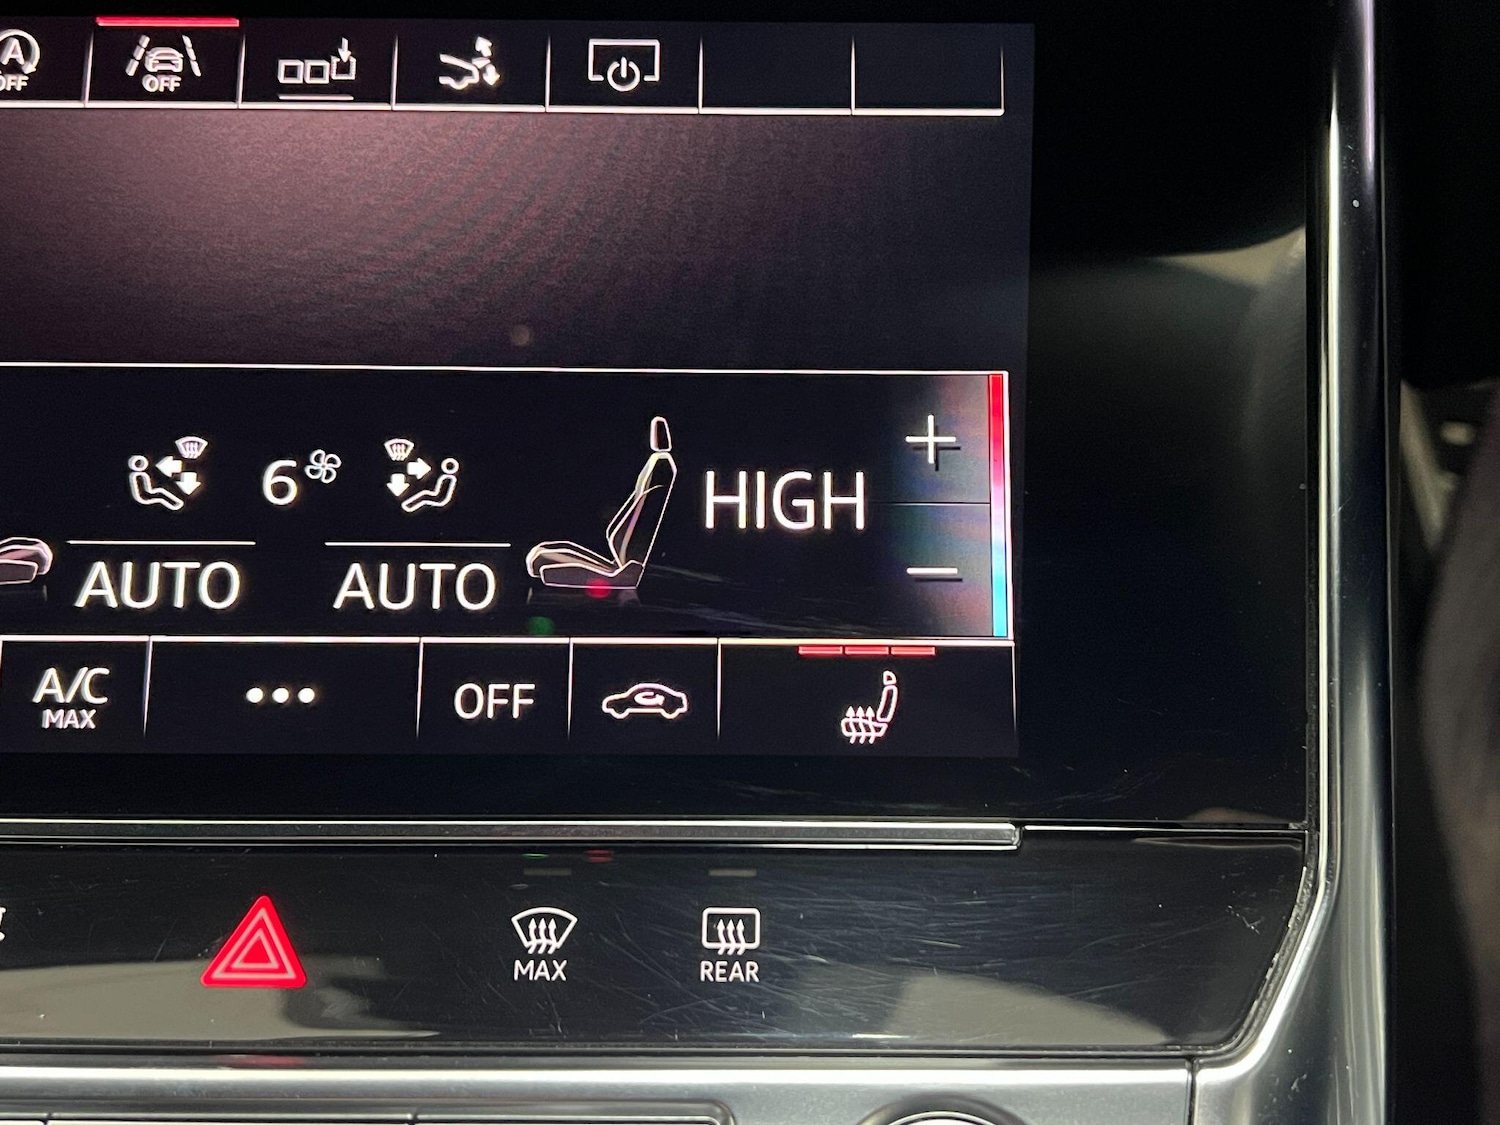 A
OFF
OFF
6
HIGH
AUTO
AUTO
A/C
MAX
OFF
MAX
REAR